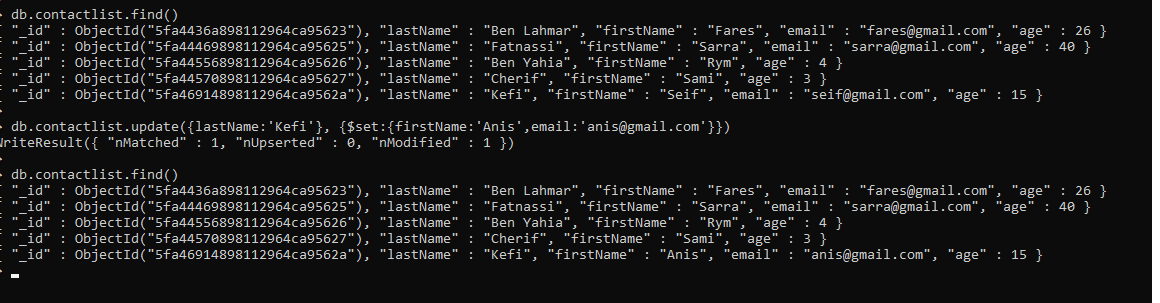 > db.contactlist.find()
{ "_id" : ObjectId("5fa4436a898112964ca95623"), "lastName" : "Ben Lahmar", "firstName" : "Fares", "email" : "fares@gmail.com", "age" : 26 }
{ "_id" : ObjectId("5fa44469898112964ca95625"), "lastName" : "Fatnassi", "firstName" : "Sarra", "email" : "sarra@gmail.com", "age" : 40 }
{ "_id" : ObjectId("5fa44556898112964ca95626"), "lastName" : "Ben Yahia", "firstName" : "Rym", "age" : 4 }
{ "_id" : ObjectId("5fa44570898112964ca95627"), "lastName" : "Cherif", "firstName" : "Sami", "age" : 3 }
{ "_id" : ObjectId("5fa46914898112964ca9562a"), "lastName" : "Kefi", "firstName" : "Seif", "email" : "seif@gmail.com", "age" : 15 }
>
> db.contactlist.update({lastName:'Kefi'}, {$set:{firstName:'Anis',email:'anis@gmail.com'}})
WriteResult({ "nMatched" : 1, "nUpserted" : 0, "nModified" : 1 })
>
> db.contactlist.find()
{ "_id" : ObjectId("5fa4436a898112964ca95623"), "lastName" : "Ben Lahmar", "firstName" : "Fares", "email" : "fares@gmail.com", "age" : 26 }
{ "_id" : ObjectId("5fa44469898112964ca95625"), "lastName" : "Fatnassi", "firstName" : "Sarra", "email" : "sarra@gmail.com", "age" : 40 }
{ "_id" : ObjectId("5fa44556898112964ca95626"), "lastName" : "Ben Yahia", "firstName" : "Rym", "age" : 4 }
{ "_id" : ObjectId("5fa44570898112964ca95627"), "lastName" : "Cherif", "firstName" : "Sami", "age" : 3 }
{ "_id" : ObjectId("5fa46914898112964ca9562a"), "lastName" : "Kefi", "firstName" : "Anis", "email" : "anis@gmail.com", "age" : 15 }
>